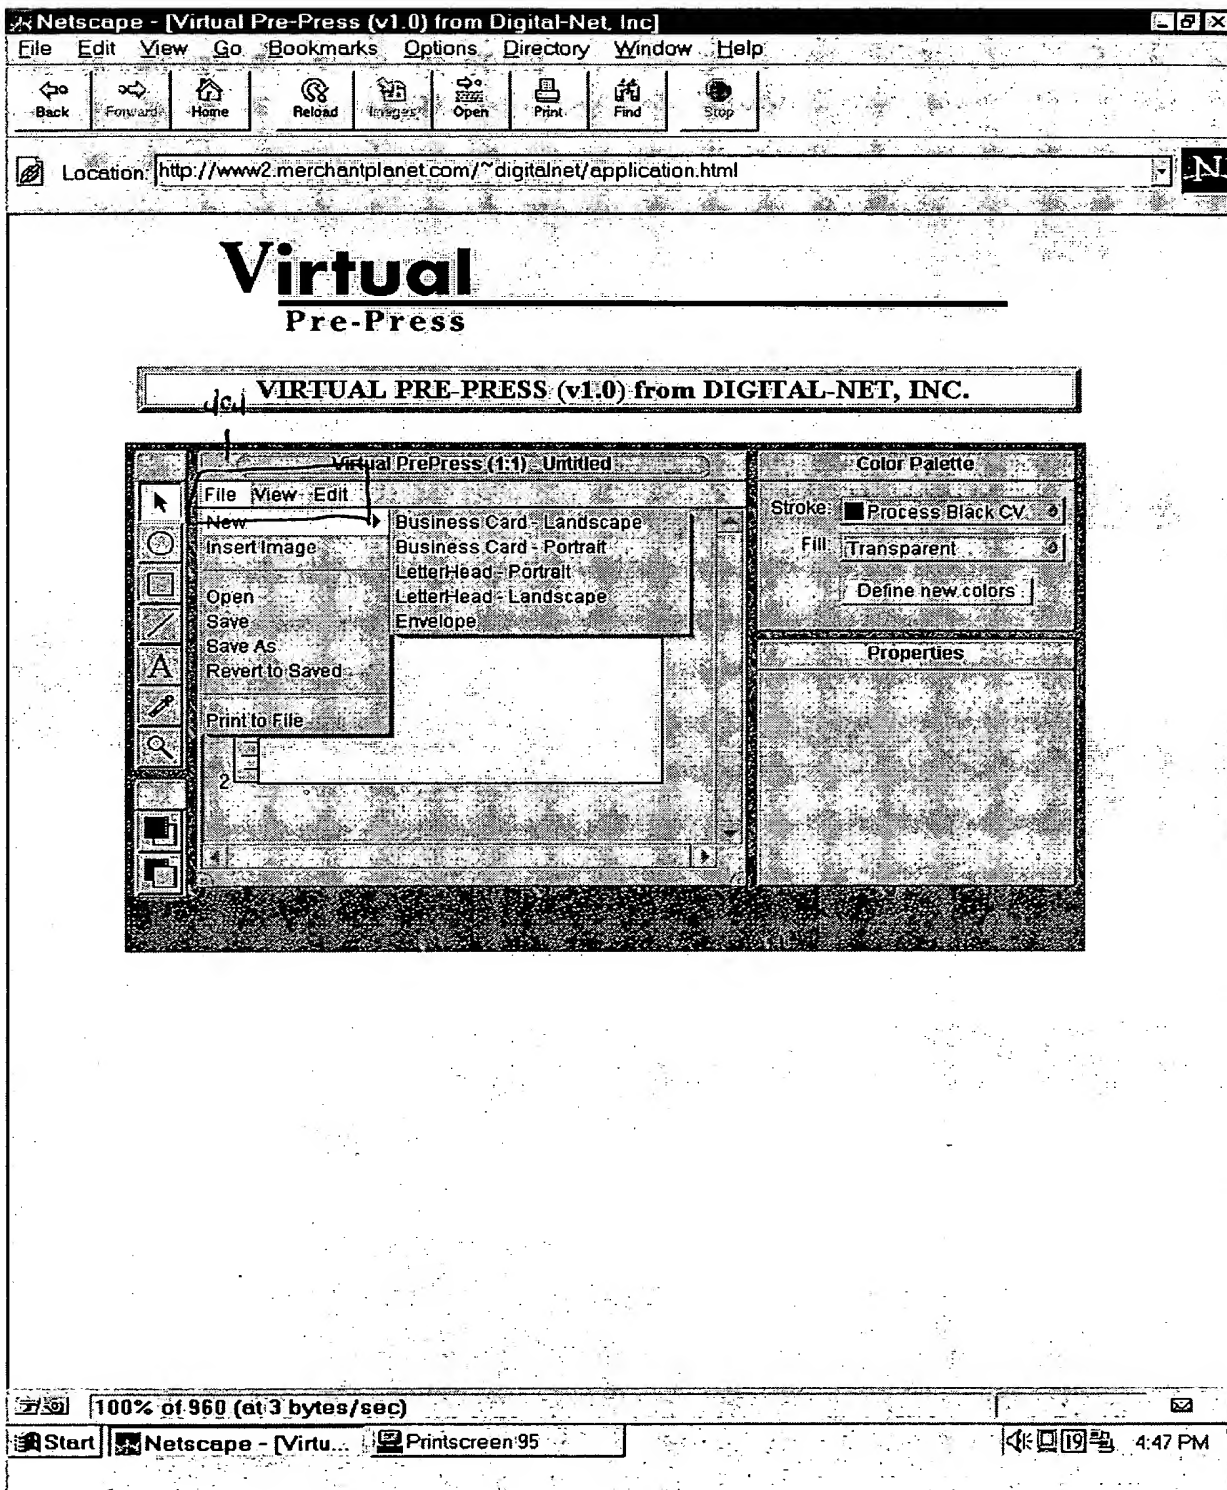 Netscape - [Virtual Pre-Press (v1.0) from Digital-Net, Inc]
File Edit View Go Bookmarks Options Directory Window Help
Back Forward Home Reload Images Open Print Find Stop
Location: http://www2.merchantplanet.com/~digitalnet/application.html
N
Virtual
Pre-Press
VIRTUAL PRE-PRESS (v1.0) from DIGITAL-NET, INC.
Virtual PrePress (1:1) - Untitled
Color Palette
File View Edit
New
Business Card - Landscape
Business Card - Portrait
LetterHead - Portrait
LetterHead - Landscape
Envelope
Insert Image
Open
Save
Save As
Revert to Saved
Print to File
2
A
Stroke: Process Black CV
Fill: Transparent
Define new colors
Properties
100% of 960 (at 3 bytes/sec)
Start Netscape - [Virtu... Printscreen 95 19 4:47 PM